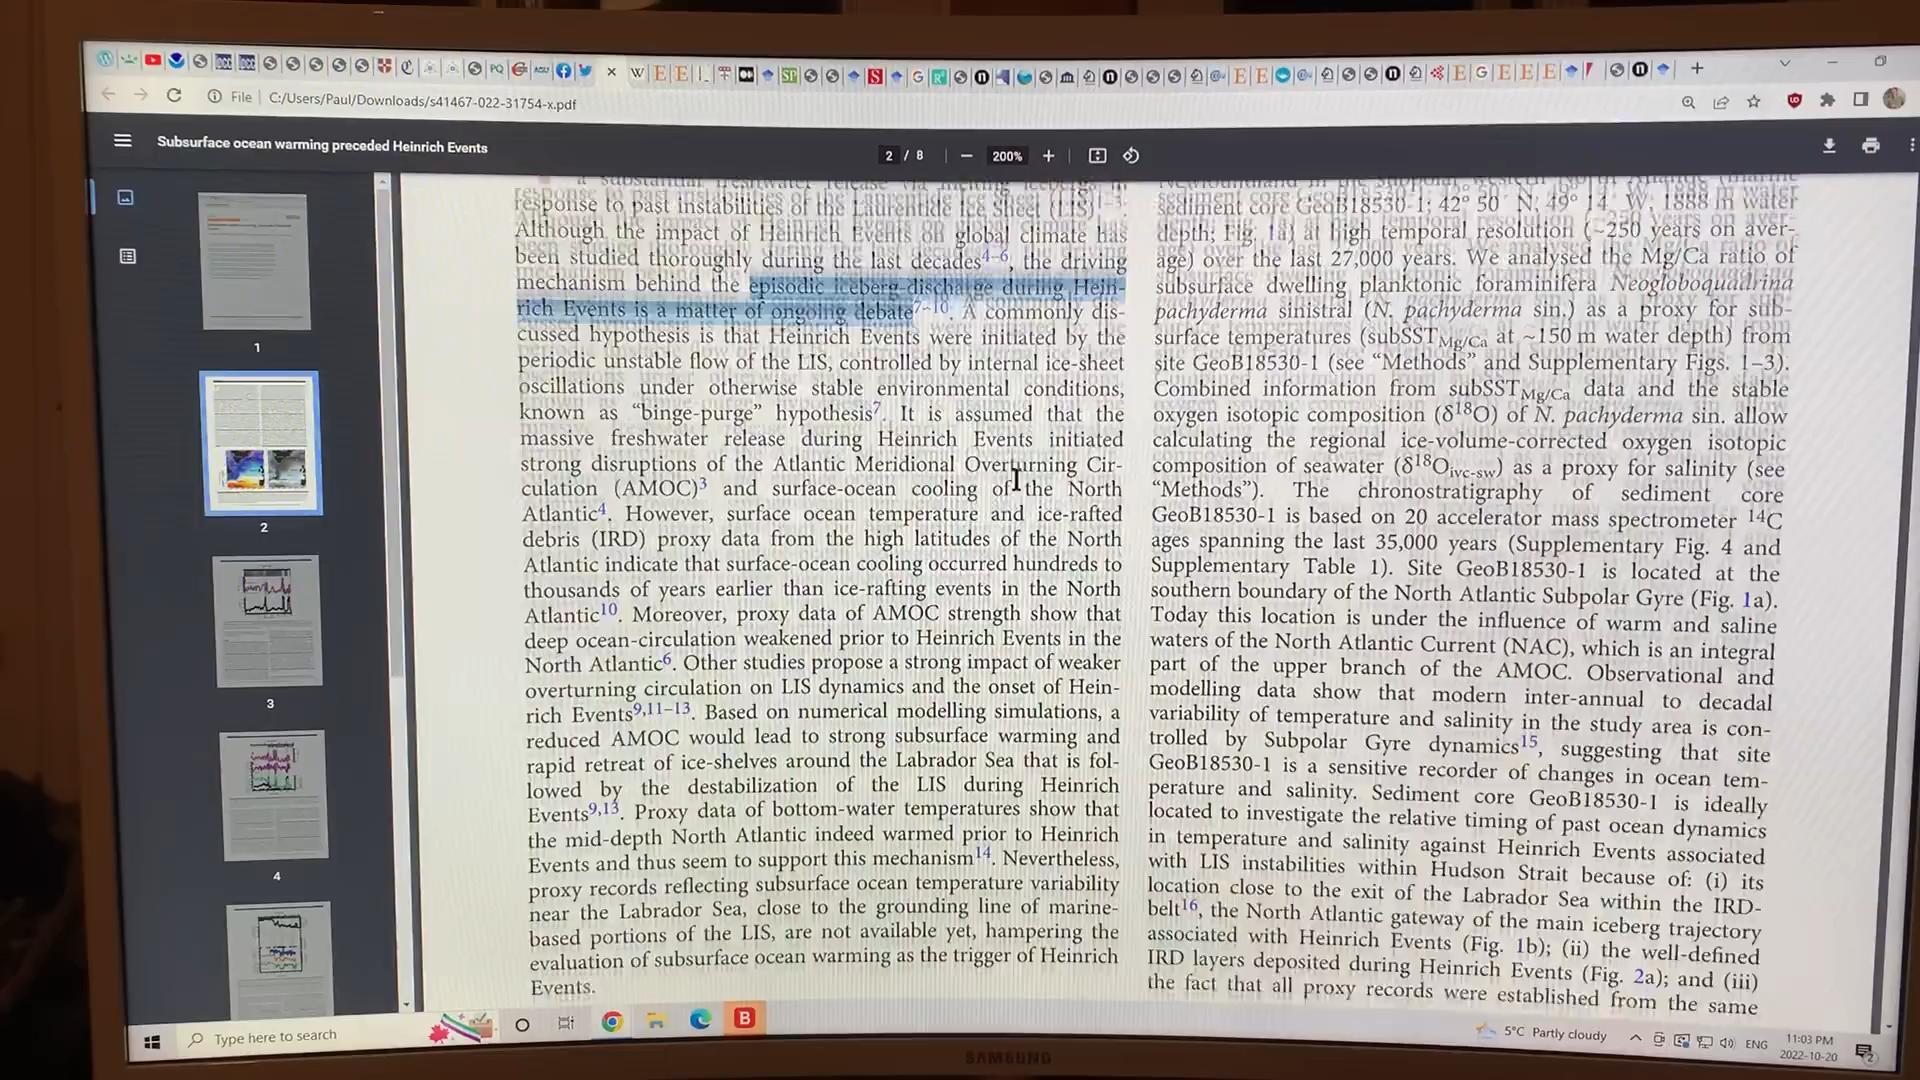 File C:/Users/Paul/Downloads/s41467-022-31754-x.pdf
Subsurface ocean warming preceded Heinrich Events
2 / 8
200%
1
2
3
4
response to past instabilities of the Laurentide Ice Sheet (LIS)1–3.
Although the impact of Heinrich Events on global climate has
been studied thoroughly during the last decades4–6, the driving
mechanism behind the episodic iceberg-discharge during Hein-
rich Events is a matter of ongoing debate7–10. A commonly dis-
cussed hypothesis is that Heinrich Events were initiated by the
periodic unstable flow of the LIS, controlled by internal ice-sheet
oscillations under otherwise stable environmental conditions,
known as “binge-purge” hypothesis7. It is assumed that the
massive freshwater release during Heinrich Events initiated
strong disruptions of the Atlantic Meridional Overturning Cir-
culation (AMOC)3 and surface-ocean cooling of the North
Atlantic4. However, surface ocean temperature and ice-rafted
debris (IRD) proxy data from the high latitudes of the North
Atlantic indicate that surface-ocean cooling occurred hundreds to
thousands of years earlier than ice-rafting events in the North
Atlantic10. Moreover, proxy data of AMOC strength show that
deep ocean-circulation weakened prior to Heinrich Events in the
North Atlantic6. Other studies propose a strong impact of weaker
overturning circulation on LIS dynamics and the onset of Hein-
rich Events9,11–13. Based on numerical modelling simulations, a
reduced AMOC would lead to strong subsurface warming and
rapid retreat of ice-shelves around the Labrador Sea that is fol-
lowed by the destabilization of the LIS during Heinrich
Events9,13. Proxy data of bottom-water temperatures show that
the mid-depth North Atlantic indeed warmed prior to Heinrich
Events and thus seem to support this mechanism14. Nevertheless,
proxy records reflecting subsurface ocean temperature variability
near the Labrador Sea, close to the grounding line of marine-
based portions of the LIS, are not available yet, hampering the
evaluation of subsurface ocean warming as the trigger of Heinrich
Events.
sediment core GeoB18530-1; 42° 50′ N, 49° 14′ W; 1888 m water
depth; Fig. 1a) at high temporal resolution (~250 years on aver-
age) over the last 27,000 years. We analysed the Mg/Ca ratio of
subsurface dwelling planktonic foraminifera Neogloboquadrina
pachyderma sinistral (N. pachyderma sin.) as a proxy for sub-
surface temperatures (subSSTMg/Ca at ~150 m water depth) from
site GeoB18530-1 (see “Methods” and Supplementary Figs. 1–3).
Combined information from subSSTMg/Ca data and the stable
oxygen isotopic composition (δ18O) of N. pachyderma sin. allow
calculating the regional ice-volume-corrected oxygen isotopic
composition of seawater (δ18Oivc-sw) as a proxy for salinity (see
“Methods”). The chronostratigraphy of sediment core
GeoB18530-1 is based on 20 accelerator mass spectrometer 14C
ages spanning the last 35,000 years (Supplementary Fig. 4 and
Supplementary Table 1). Site GeoB18530-1 is located at the
southern boundary of the North Atlantic Subpolar Gyre (Fig. 1a).
Today this location is under the influence of warm and saline
waters of the North Atlantic Current (NAC), which is an integral
part of the upper branch of the AMOC. Observational and
modelling data show that modern inter-annual to decadal
variability of temperature and salinity in the study area is con-
trolled by Subpolar Gyre dynamics15, suggesting that site
GeoB18530-1 is a sensitive recorder of changes in ocean tem-
perature and salinity. Sediment core GeoB18530-1 is ideally
located to investigate the relative timing of past ocean dynamics
in temperature and salinity against Heinrich Events associated
with LIS instabilities within Hudson Strait because of: (i) its
location close to the exit of the Labrador Sea within the IRD-
belt16, the North Atlantic gateway of the main iceberg trajectory
associated with Heinrich Events (Fig. 1b); (ii) the well-defined
IRD layers deposited during Heinrich Events (Fig. 2a); and (iii)
the fact that all proxy records were established from the same
Type here to search
5°C Partly cloudy
ENG
11:03 PM
2022-10-20
SAMSUNG